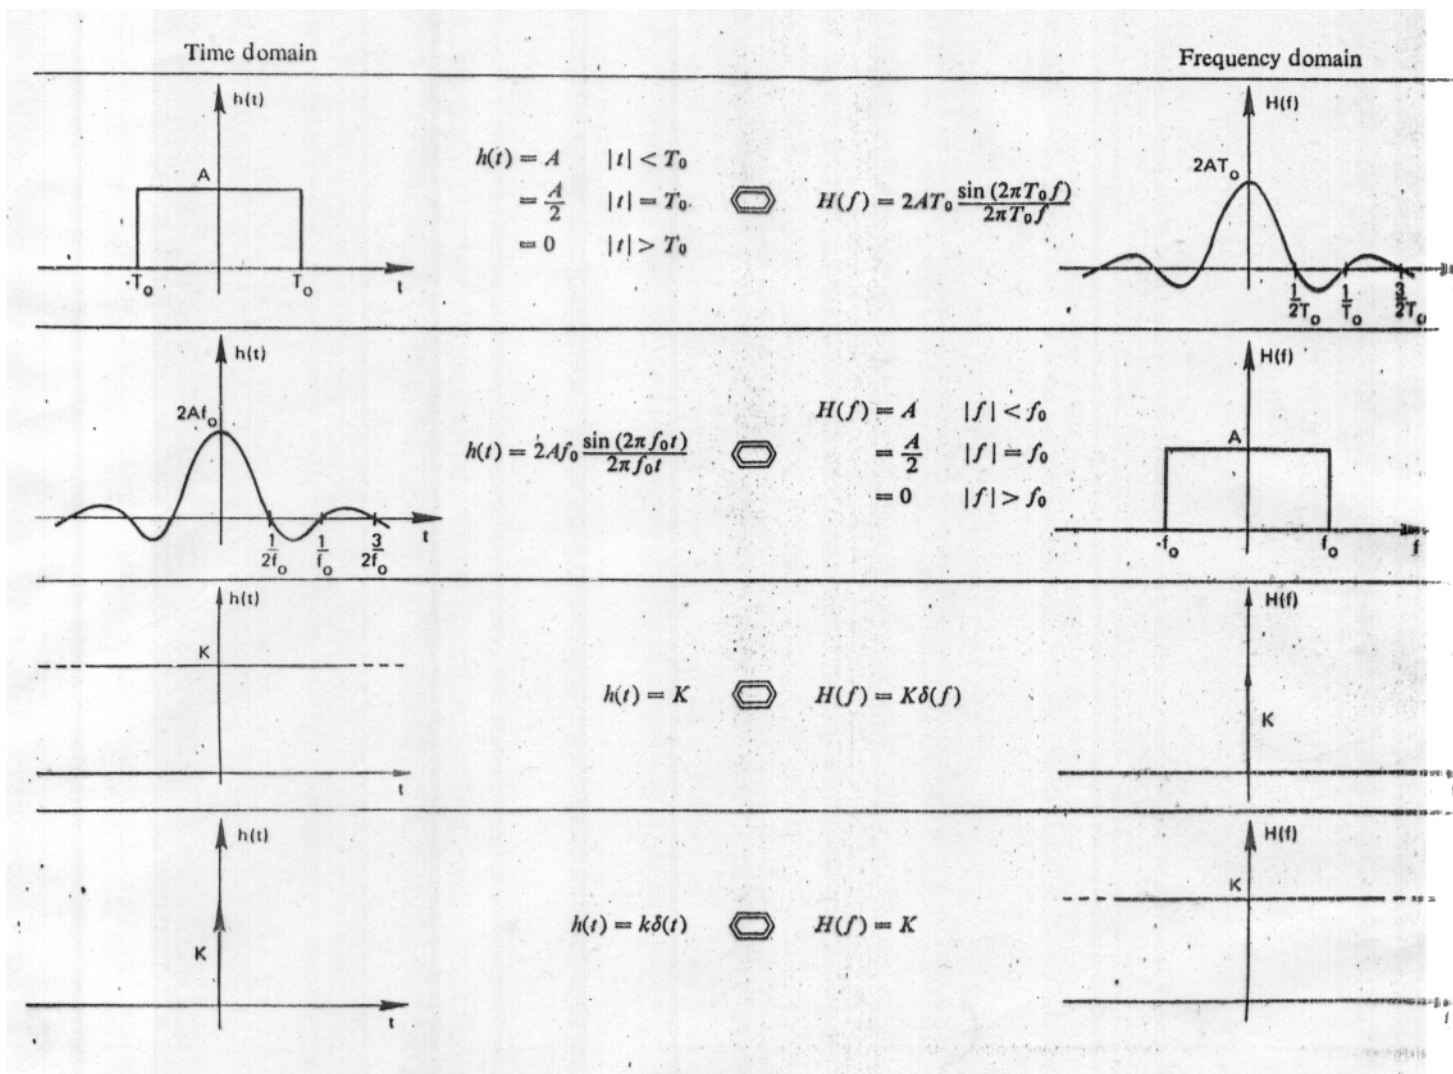 Time domain
Frequency domain
h(t)
A
-T₀
T₀
t
h(t) = A |t| < T₀
= A/2 |t| = T₀
= 0 |t| > T₀
H(f) = 2AT₀ sin (2πT₀f)/2πT₀f
H(f)
2AT₀
1/2T₀
1/T₀
3/2T₀
h(t)
2Af₀
1/2f₀
1/f₀
3/2f₀
t
h(t) = 2Af₀ sin (2πf₀t)/2πf₀t
H(f) = A |f| < f₀
= A/2 |f| = f₀
= 0 |f| > f₀
H(f)
A
-f₀
f₀
f
h(t)
K
t
h(t) = K
H(f) = Kδ(f)
H(f)
K
h(t)
K
t
h(t) = kδ(t)
H(f) = K
H(f)
K
f